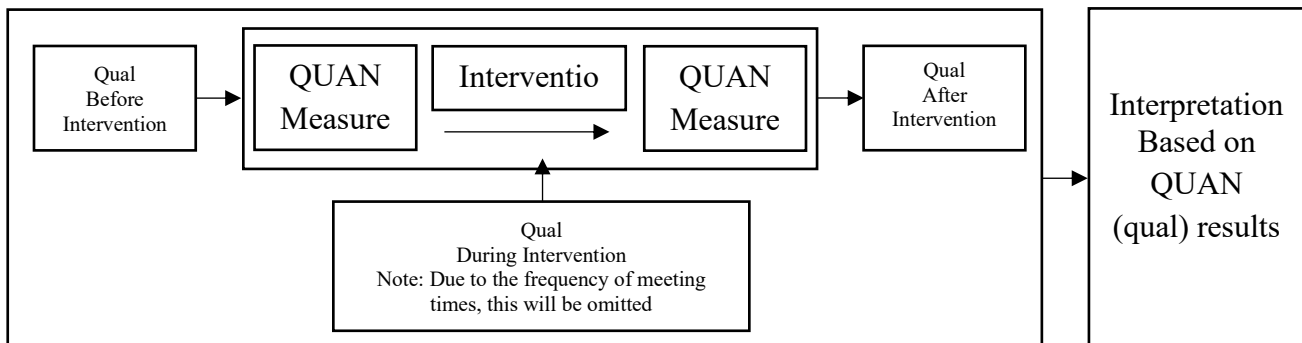 Qual
Before
Intervention
QUAN
Measure
Interventio
QUAN
Measure
Qual
After
Intervention
Qual
During Intervention
Note: Due to the frequency of meeting
times, this will be omitted
Interpretation
Based on
QUAN
(qual) results